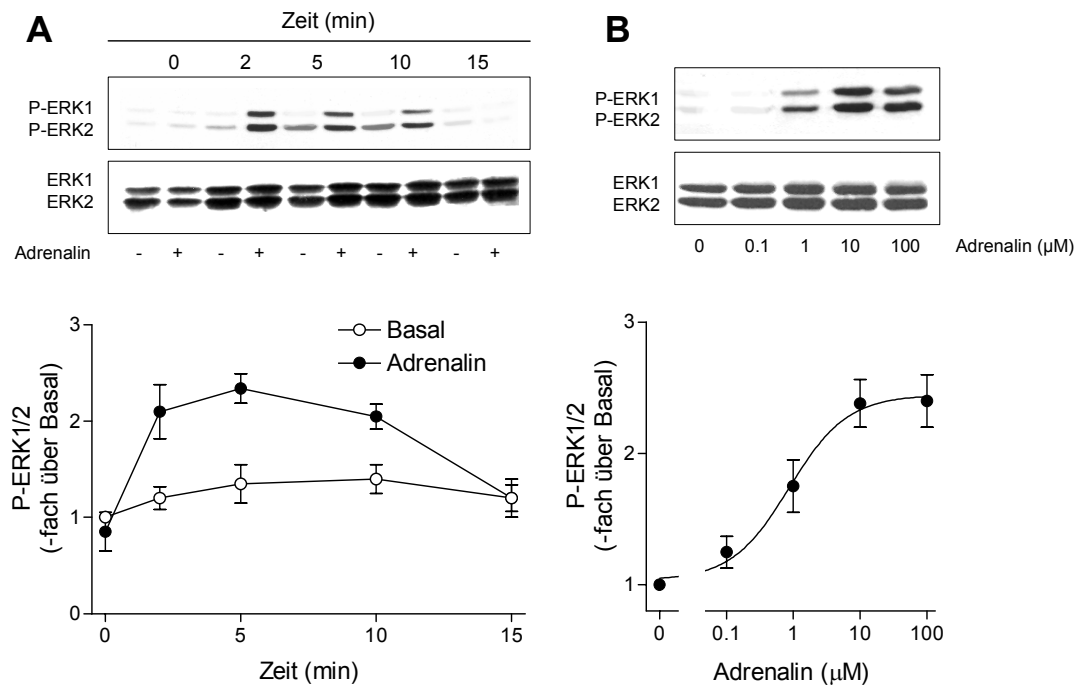 A
Zeit (min)
0 2 5 10 15
P-ERK1
P-ERK2
ERK1
ERK2
Adrenalin - + - + - + - + - +
3
2
1
0
P-ERK1/2
(-fach über Basal)
Basal
Adrenalin
0 5 10 15
Zeit (min)
B
P-ERK1
P-ERK2
ERK1
ERK2
0 0.1 1 10 100 Adrenalin (µM)
3
2
1
P-ERK1/2
(-fach über Basal)
0 0.1 1 10 100
Adrenalin (µM)